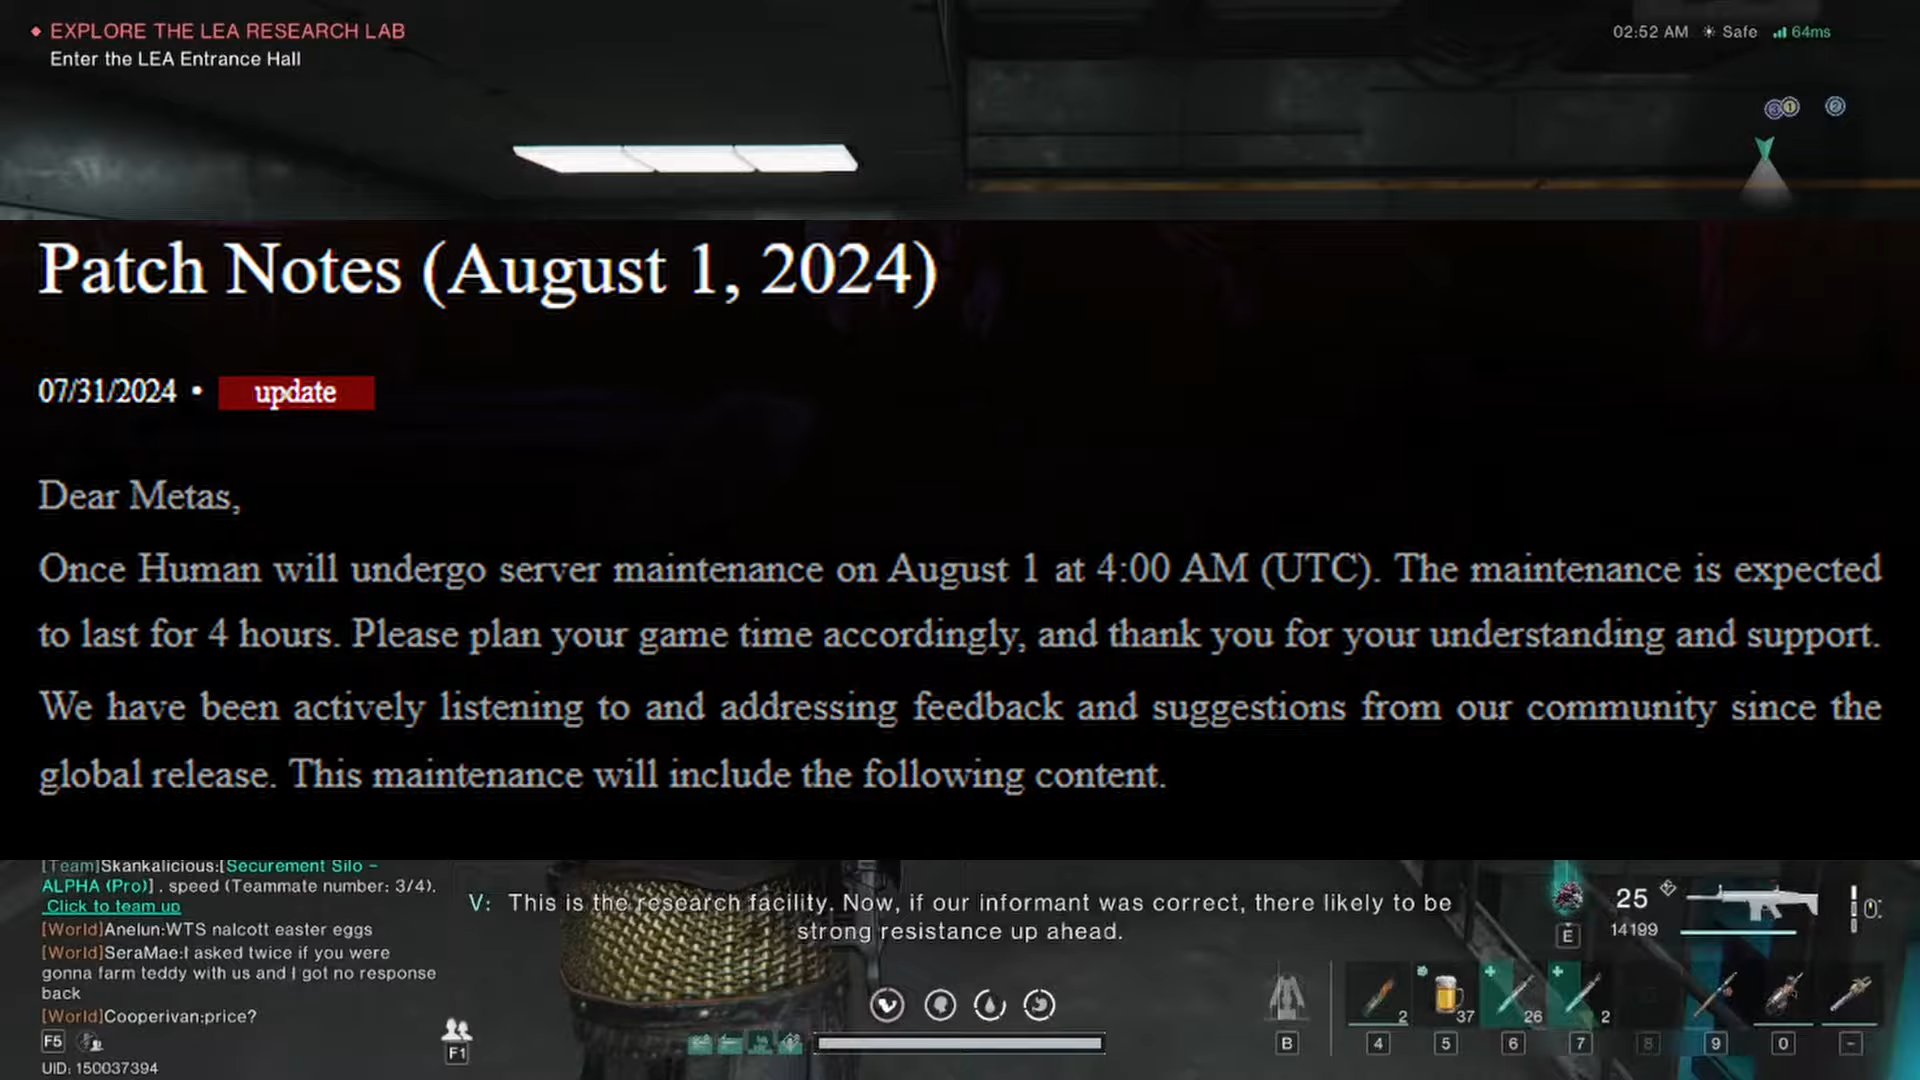 EXPLORE THE LEA RESEARCH LAB
Enter the LEA Entrance Hall
02:52 AM Safe 64ms
Patch Notes (August 1, 2024)
07/31/2024 • update
Dear Metas,
Once Human will undergo server maintenance on August 1 at 4:00 AM (UTC). The maintenance is expected
to last for 4 hours. Please plan your game time accordingly, and thank you for your understanding and support.
We have been actively listening to and addressing feedback and suggestions from our community since the
global release. This maintenance will include the following content.
[Team]Skankalicious:[Securement Silo –
ALPHA (Pro)] . speed (Teammate number: 3/4).
Click to team up
[World]Anelun:WTS nalcott easter eggs
[World]SeraMae:I asked twice if you were
gonna farm teddy with us and I got no response
back
[World]Cooperivan:price?
F5
UID: 150037394
F1
V: This is the research facility. Now, if our informant was correct, there likely to be
strong resistance up ahead.
E
25
14199
2 37 26 2
B 4 5 6 7 8 9 0 -